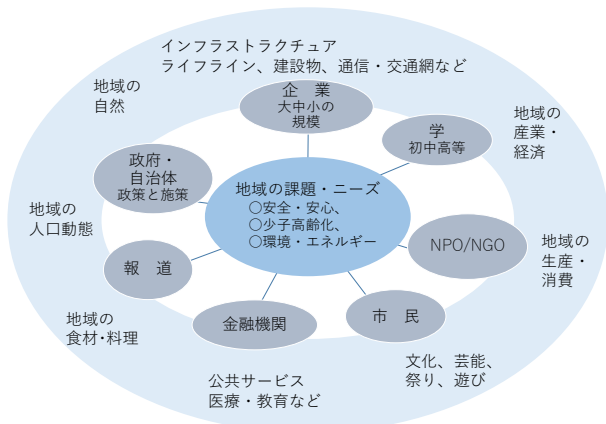 インフラストラクチュア
ライフライン、建設物、通信・交通網など
地域の
自然
企　業
大中小の
規模
学
初中高等
地域の
産業・
経済
政府・
自治体
政策と施策
地域の課題・ニーズ
○安全・安心、
○少子高齢化、
○環境・エネルギー
地域の
人口動態
NPO/NGO
地域の
生産・
消費
報　道
金融機関
市　民
地域の
食材・料理
文化、芸能、
祭り、遊び
公共サービス
医療・教育など